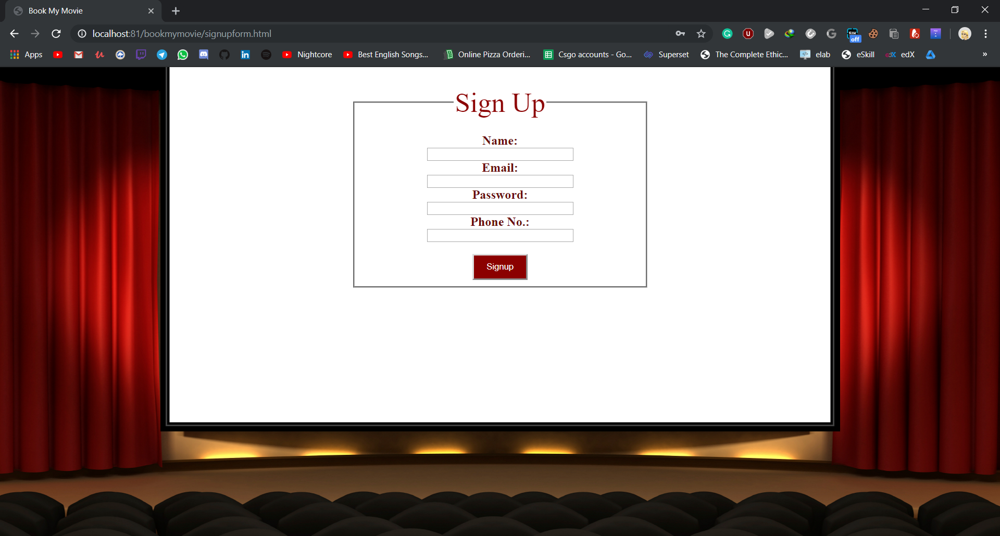 Book My Movie
localhost:81/bookmymovie/signupform.html
off
Apps
Nightcore
Best English Songs...
Online Pizza Orderi...
Csgo accounts - Go...
Superset
The Complete Ethic...
elab
eSkill
edX
Sign Up
Name:
Email:
Password:
Phone No.:
Signup